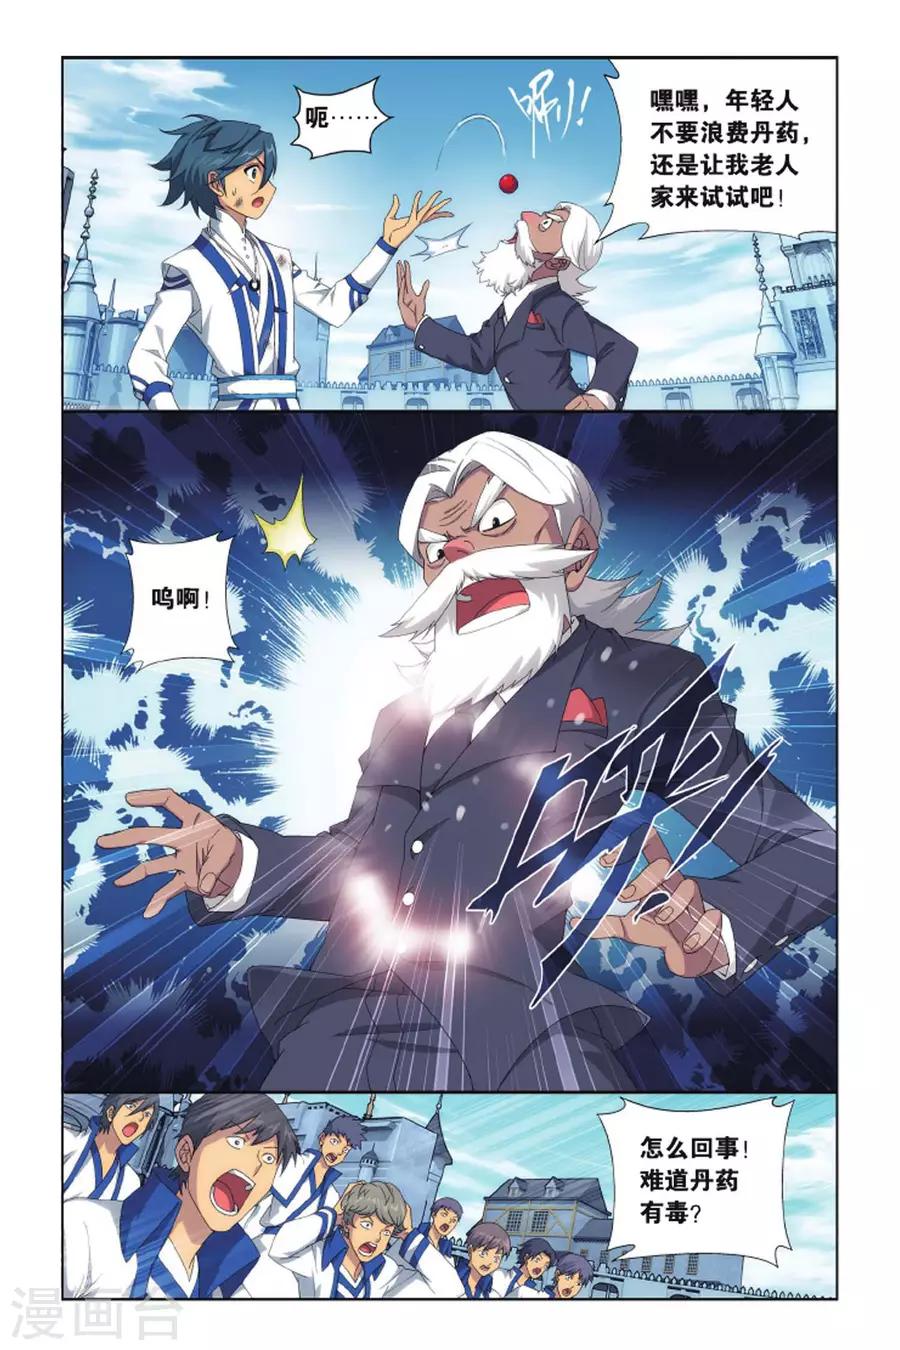 呃……
嘿嘿，年轻人
不要浪费丹药，
还是让我老人
家来试试吧！
呜啊！
怎么回事！
难道丹药
有毒？
漫画台